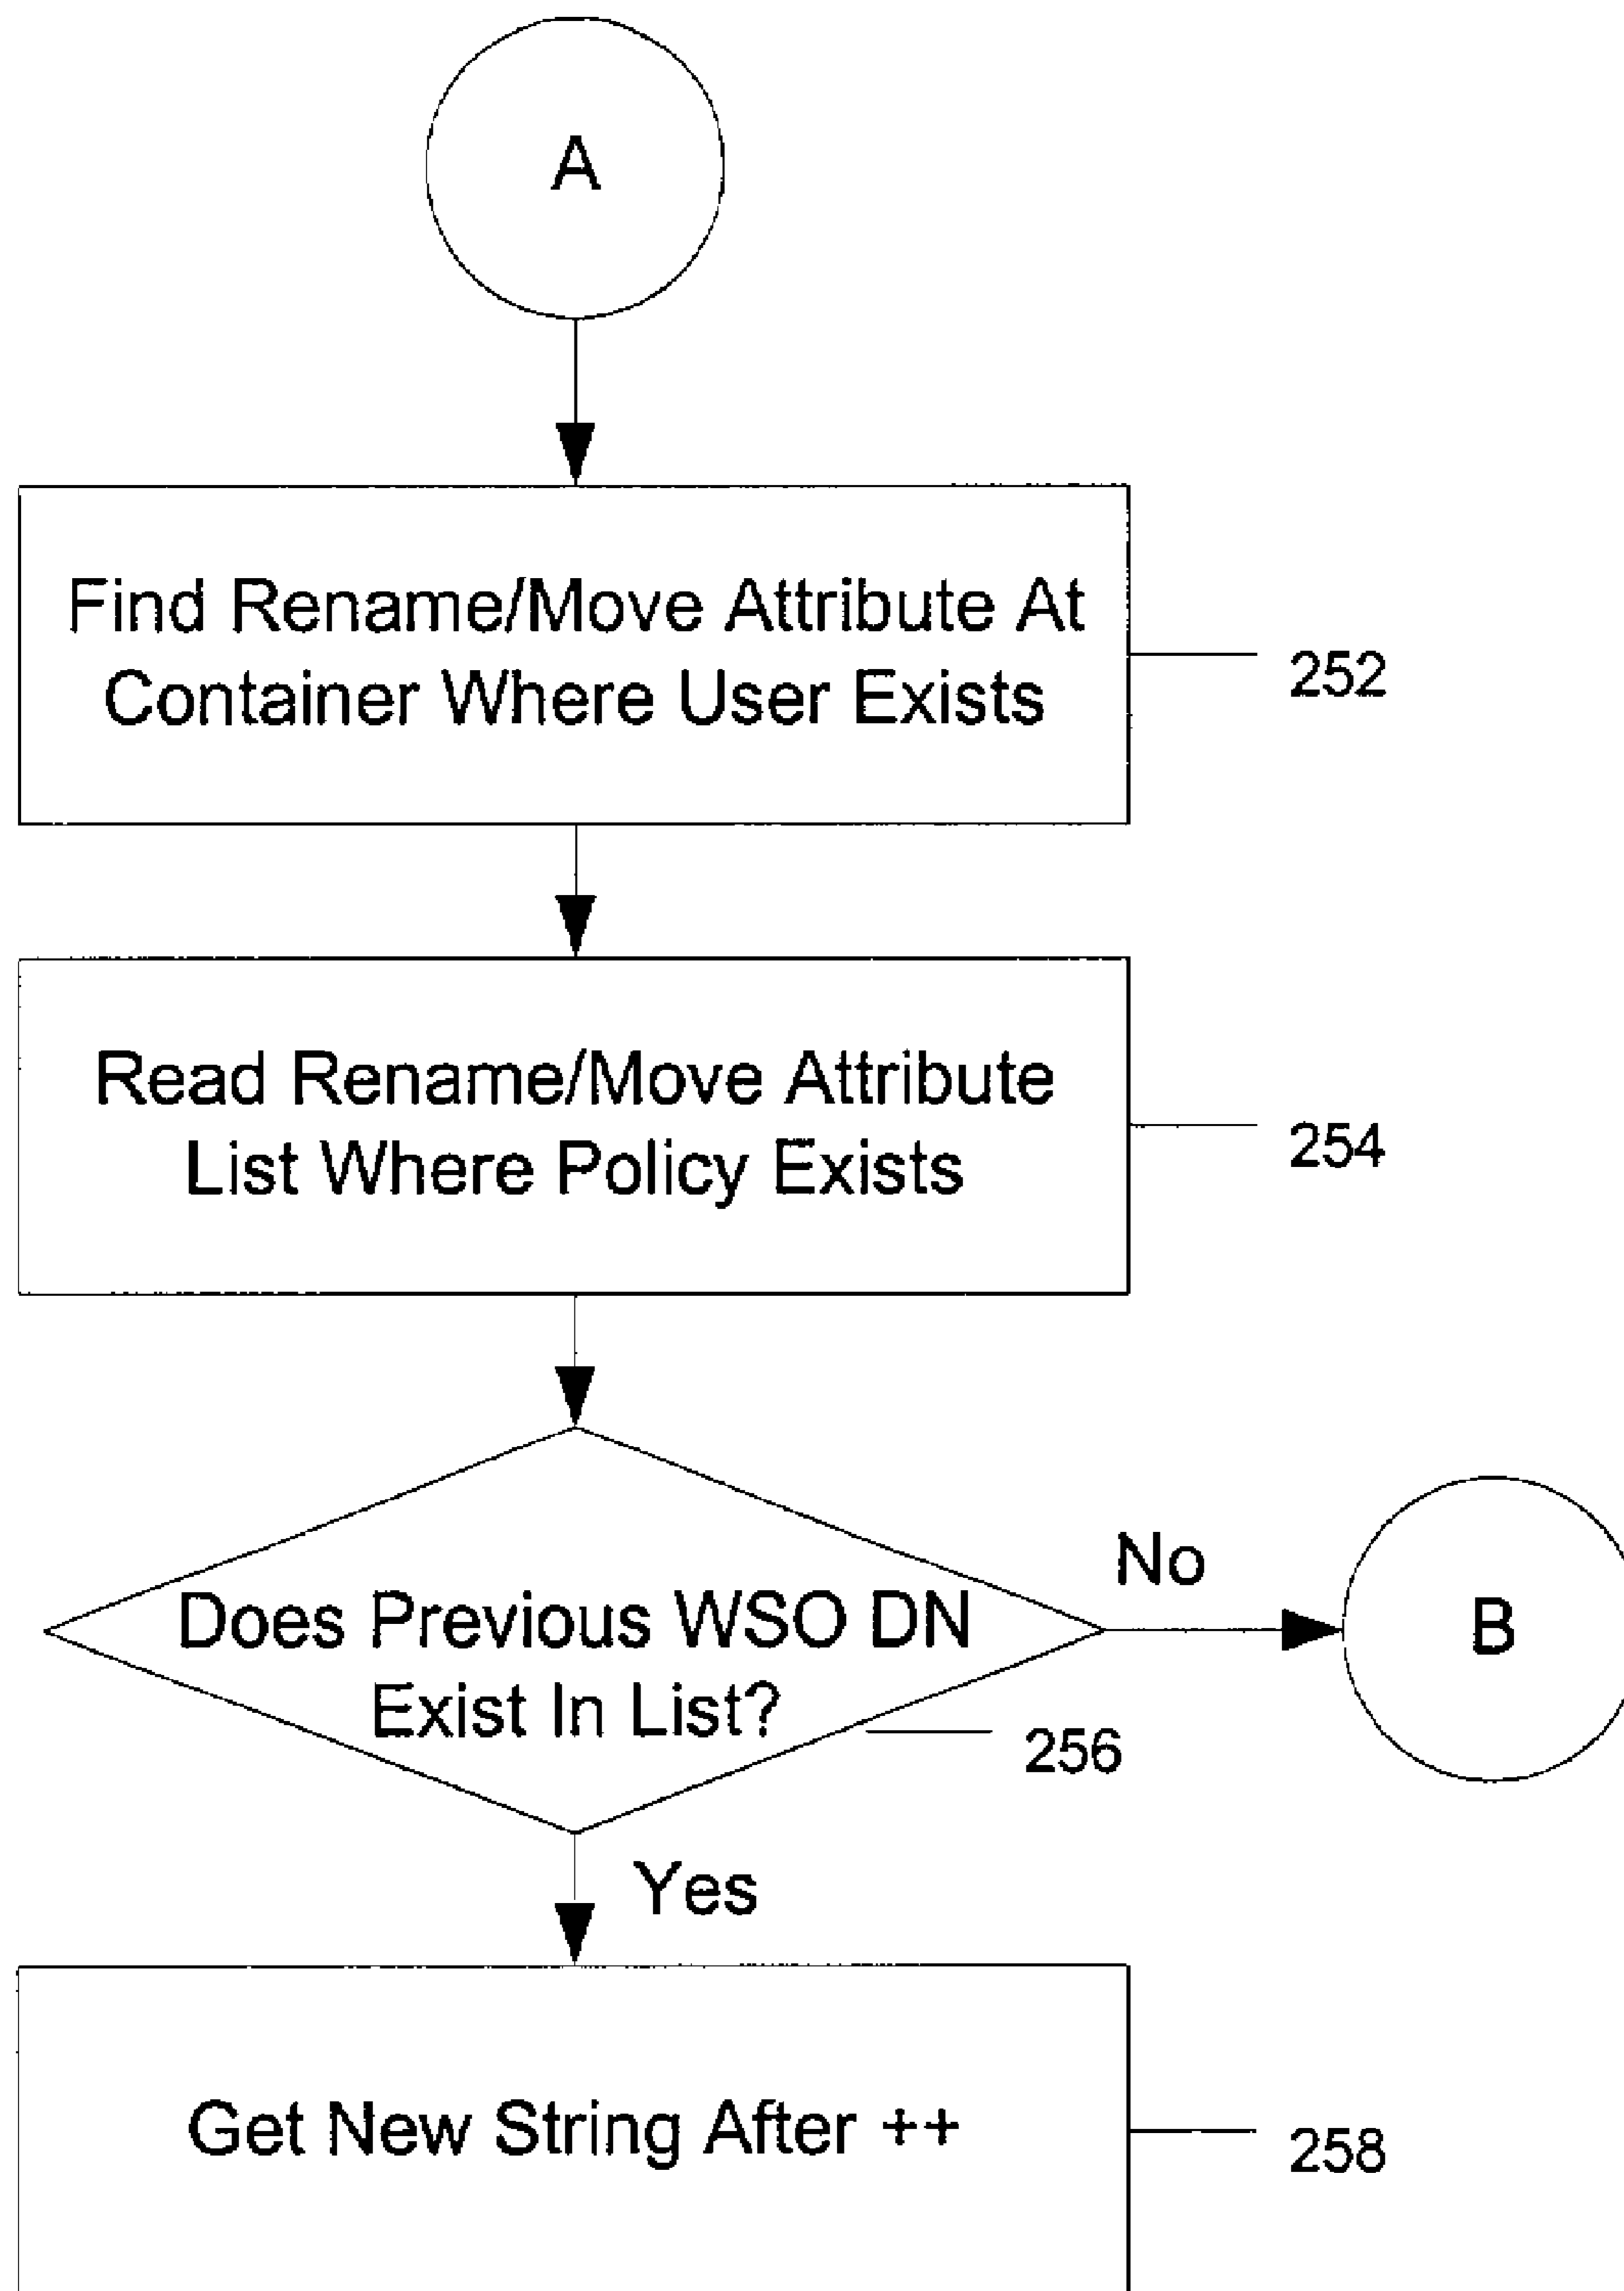 A
Find Rename/Move Attribute At
Container Where User Exists
252
Read Rename/Move Attribute
List Where Policy Exists
254
Does Previous WSO DN
Exist In List?
256
No
B
Yes
Get New String After ++
258